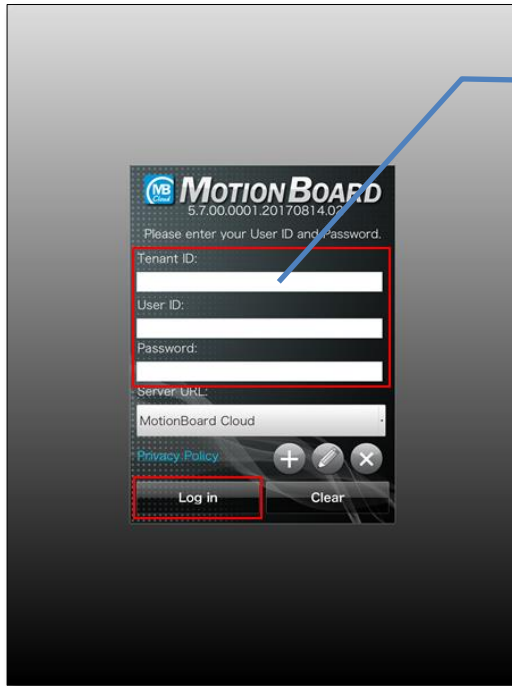 MB
Cloud
MOTION BOARD
5.7.00.0001.20170814.02
Please enter your User ID and Password.
Tenant ID:
User ID:
Password:
Server URL:
MotionBoard Cloud
Privacy Policy
Log in
Clear